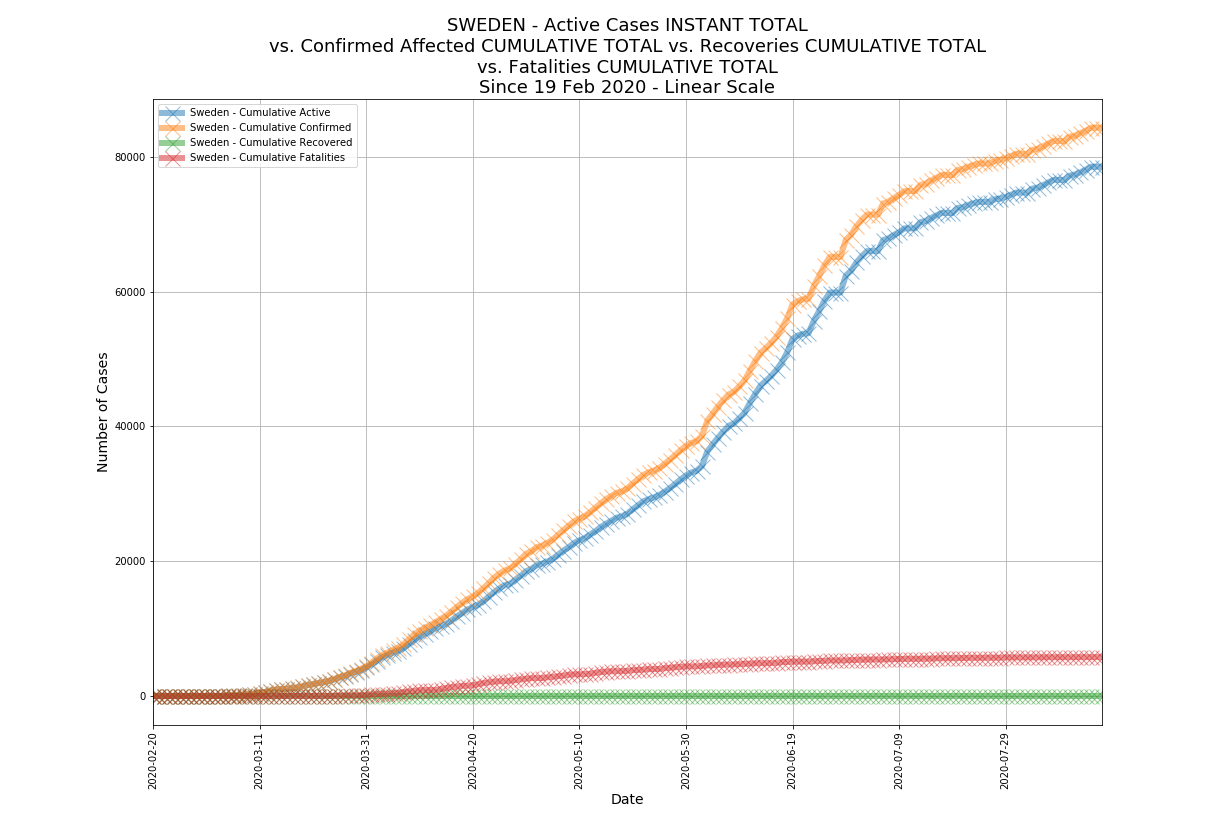 SWEDEN - Active Cases INSTANT TOTAL
vs. Confirmed Affected CUMULATIVE TOTAL vs. Recoveries CUMULATIVE TOTAL
vs. Fatalities CUMULATIVE TOTAL
Since 19 Feb 2020 - Linear Scale
Sweden - Cumulative Active
Sweden - Cumulative Confirmed
Sweden - Cumulative Recovered
Sweden - Cumulative Fatalities
Number of Cases
80000
60000
40000
20000
0
2020-02-20
2020-03-11
2020-03-31
2020-04-20
2020-05-10
2020-05-30
2020-06-19
2020-07-09
2020-07-29
Date